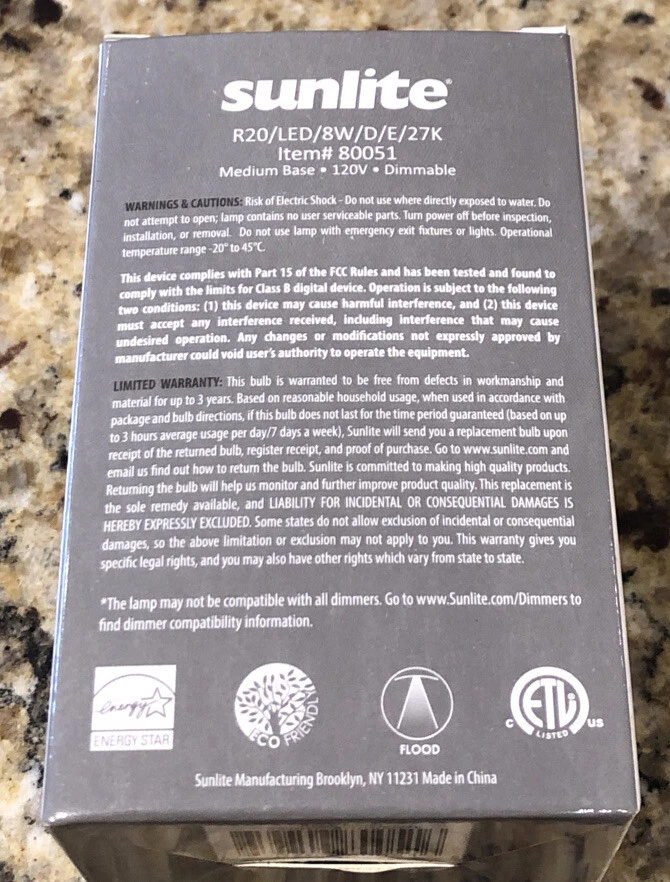 sunlite®
R20/LED/8W/D/E/27K
Item# 80051
Medium Base • 120V • Dimmable
WARNINGS & CAUTIONS: Risk of Electric Shock - Do not use where directly exposed to water. Do
not attempt to open; lamp contains no user serviceable parts. Turn power off before inspection,
installation, or removal. Do not use lamp with emergency exit fixtures or lights. Operational
temperature range -20° to 45°C.
This device complies with Part 15 of the FCC Rules and has been tested and found to
comply with the limits for Class B digital device. Operation is subject to the following
two conditions: (1) this device may cause harmful interference, and (2) this device
must accept any interference received, including interference that may cause
undesired operation. Any changes or modifications not expressly approved by
manufacturer could void user's authority to operate the equipment.
LIMITED WARRANTY: This bulb is warranted to be free from defects in workmanship and
material for up to 3 years. Based on reasonable household usage, when used in accordance with
package and bulb directions, if this bulb does not last for the time period guaranteed (based on up
to 3 hours average usage per day/7 days a week), Sunlite will send you a replacement bulb upon
receipt of the returned bulb, register receipt, and proof of purchase. Go to www.sunlite.com and
email us find out how to return the bulb. Sunlite is committed to making high quality products.
Returning the bulb will help us monitor and further improve product quality. This replacement is
the sole remedy available, and LIABILITY FOR INCIDENTAL OR CONSEQUENTIAL DAMAGES IS
HEREBY EXPRESSLY EXCLUDED. Some states do not allow exclusion of incidental or consequential
damages, so the above limitation or exclusion may not apply to you. This warranty gives you
specific legal rights, and you may also have other rights which vary from state to state.
*The lamp may not be compatible with all dimmers. Go to www.Sunlite.com/Dimmers to
find dimmer compatibility information.
energy
ENERGY STAR
ECO FRIENDLY
FLOOD
C ETL US
LISTED
Sunlite Manufacturing Brooklyn, NY 11231 Made in China